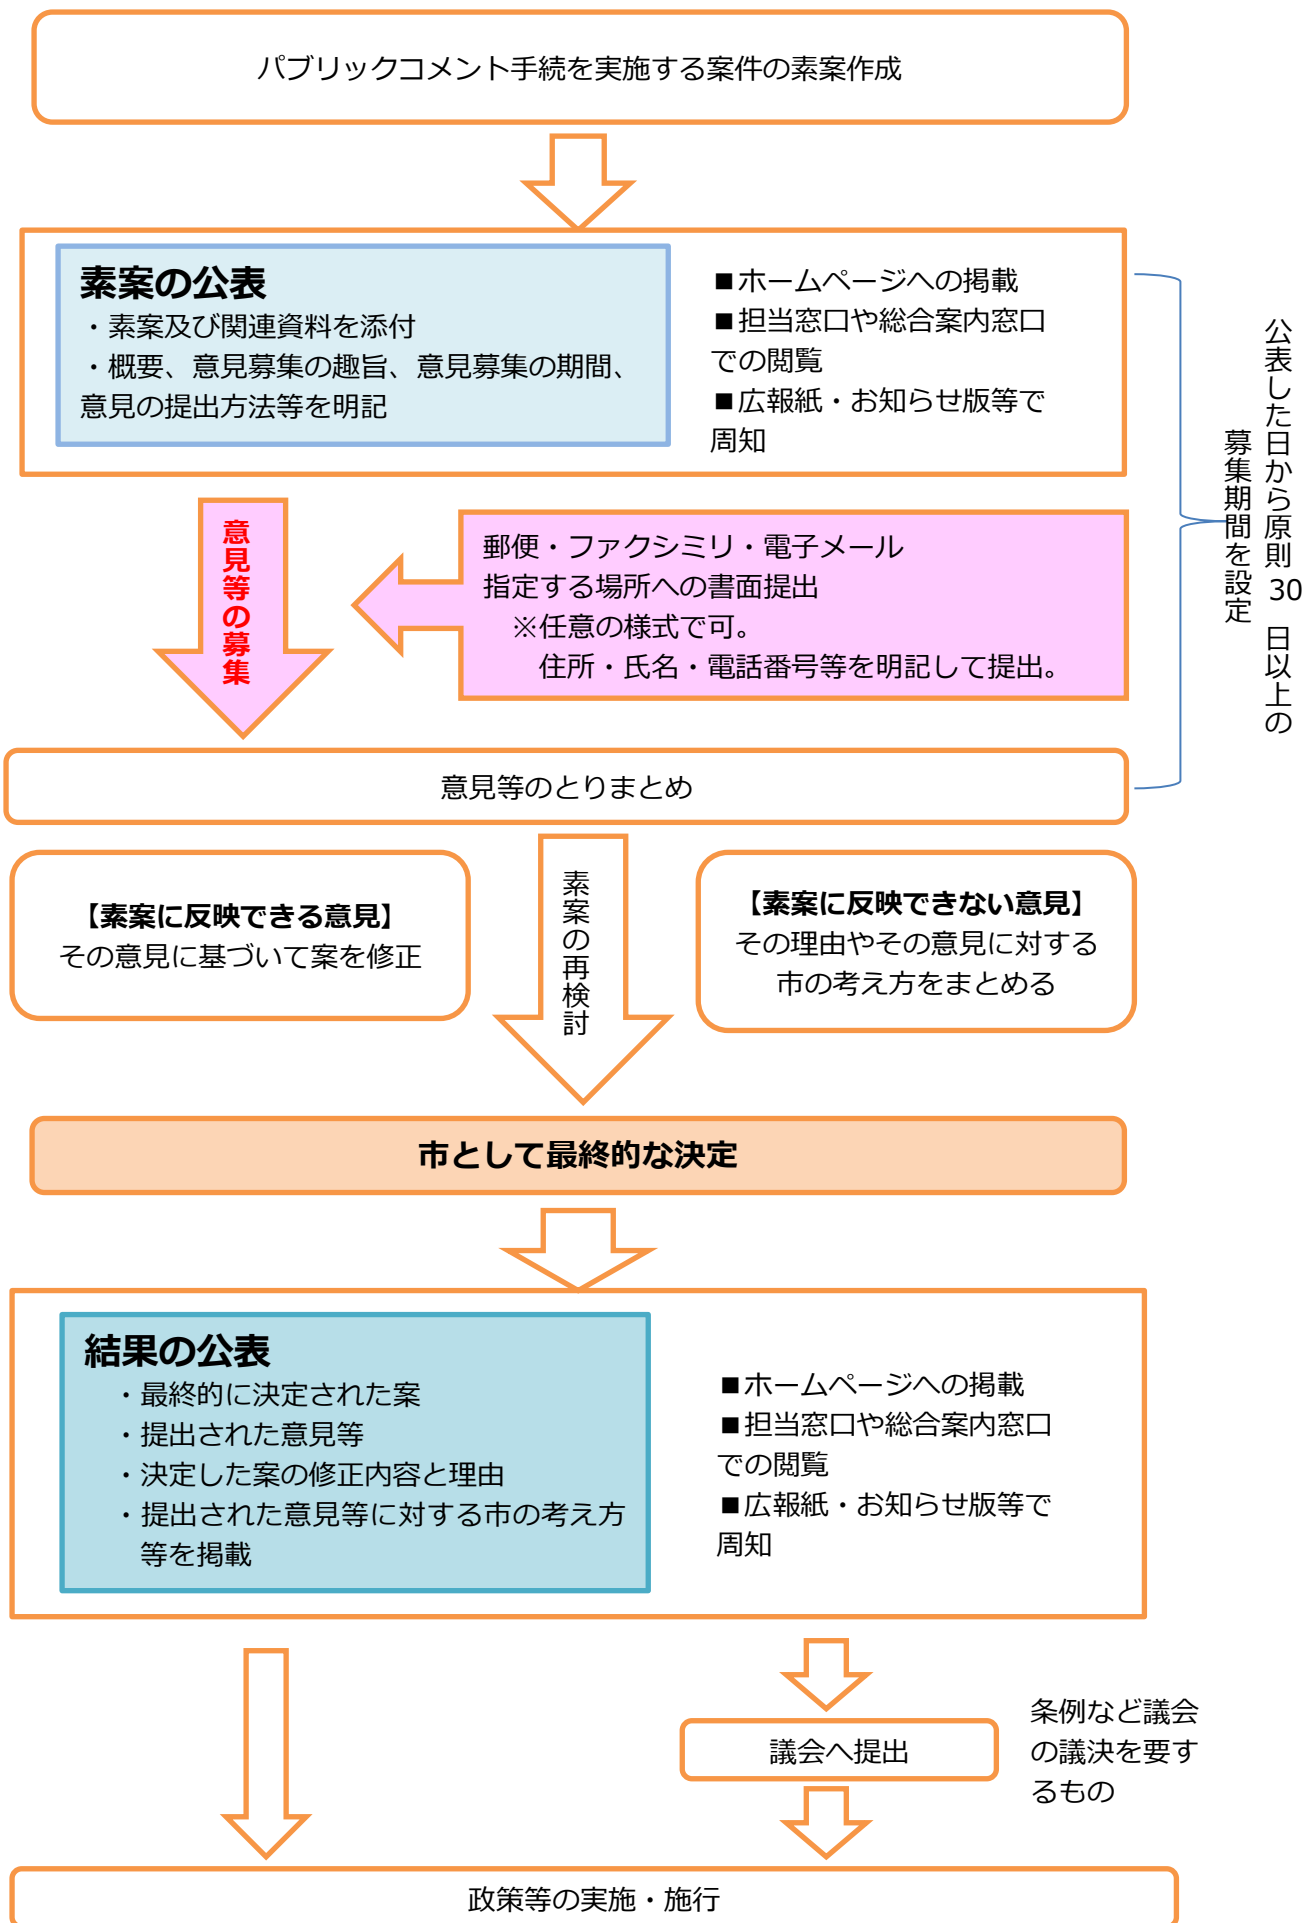 パブリックコメント手続を実施する案件の素案作成
素案の公表
・素案及び関連資料を添付
・概要、意見募集の趣旨、意見募集の期間、
意見の提出方法等を明記
■ホームページへの掲載
■担当窓口や総合案内窓口
での閲覧
■広報紙・お知らせ版等で
周知
公表した日から原則 30 日以上の
募集期間を設定
意見等の募集
郵便・ファクシミリ・電子メール
指定する場所への書面提出
※任意の様式で可。
住所・氏名・電話番号等を明記して提出。
意見等のとりまとめ
【素案に反映できる意見】
その意見に基づいて案を修正
素案の再検討
【素案に反映できない意見】
その理由やその意見に対する
市の考え方をまとめる
市として最終的な決定
結果の公表
・最終的に決定された案
・提出された意見等
・決定した案の修正内容と理由
・提出された意見等に対する市の考え方
等を掲載
■ホームページへの掲載
■担当窓口や総合案内窓口
での閲覧
■広報紙・お知らせ版等で
周知
議会へ提出
条例など議会
の議決を要す
るもの
政策等の実施・施行